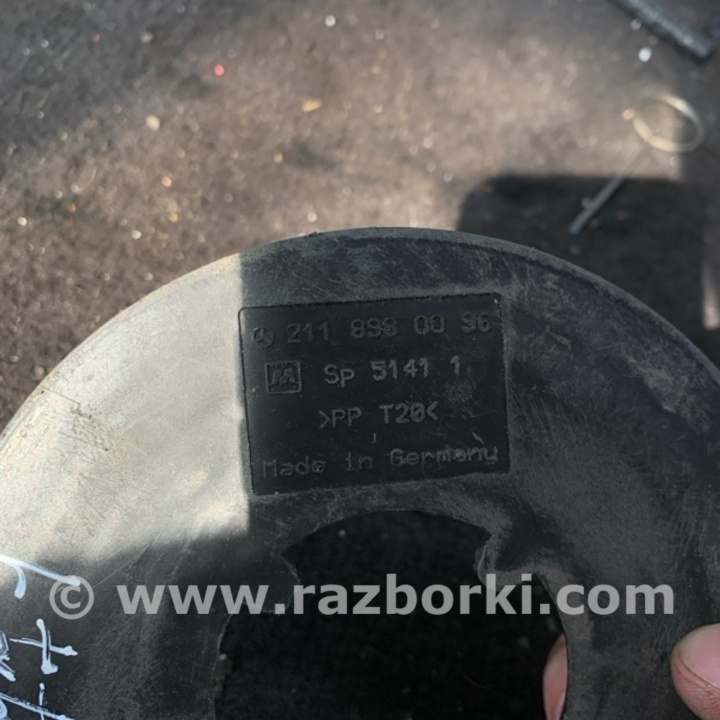 211 898 00 96
M Sp 5141 1
>PP T20<
Made in Germany
© www.razborki.com